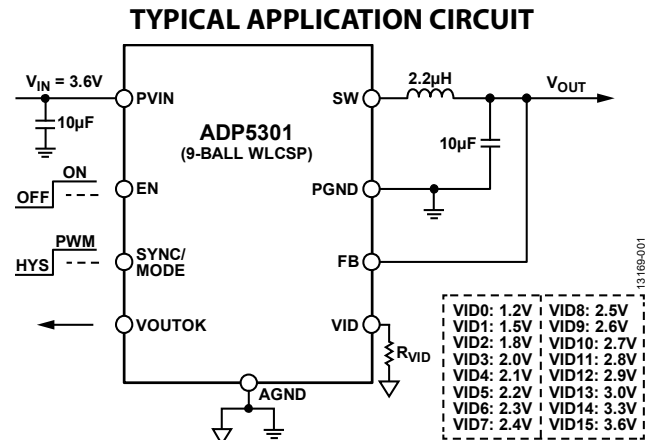 TYPICAL APPLICATION CIRCUIT
VIN = 3.6V
10µF
PVIN
ADP5301
(9-BALL WLCSP)
SW
2.2µH
VOUT
10µF
ON
OFF
EN
PGND
PWM
HYS
SYNC/
MODE
FB
VOUTOK
VID
RVID
AGND
VID0: 1.2V VID8: 2.5V
VID1: 1.5V VID9: 2.6V
VID2: 1.8V VID10: 2.7V
VID3: 2.0V VID11: 2.8V
VID4: 2.1V VID12: 2.9V
VID5: 2.2V VID13: 3.0V
VID6: 2.3V VID14: 3.3V
VID7: 2.4V VID15: 3.6V
13169-001